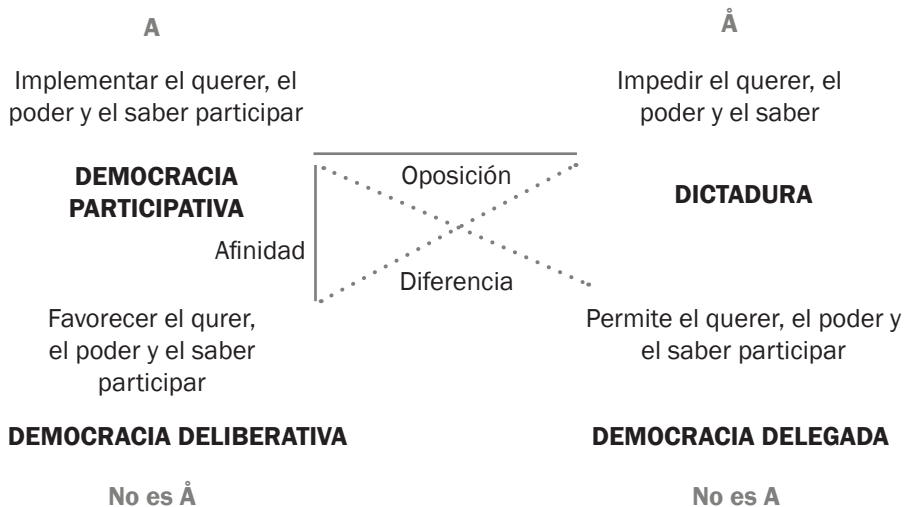 A
Å
Implementar el querer, el
poder y el saber participar
Impedir el querer, el
poder y el saber
DEMOCRACIA
PARTICIPATIVA
Oposición
DICTADURA
Afinidad
Diferencia
Favorecer el qurer,
el poder y el saber
participar
Permite el querer, el poder y
el saber participar
DEMOCRACIA DELIBERATIVA
DEMOCRACIA DELEGADA
No es Å
No es A